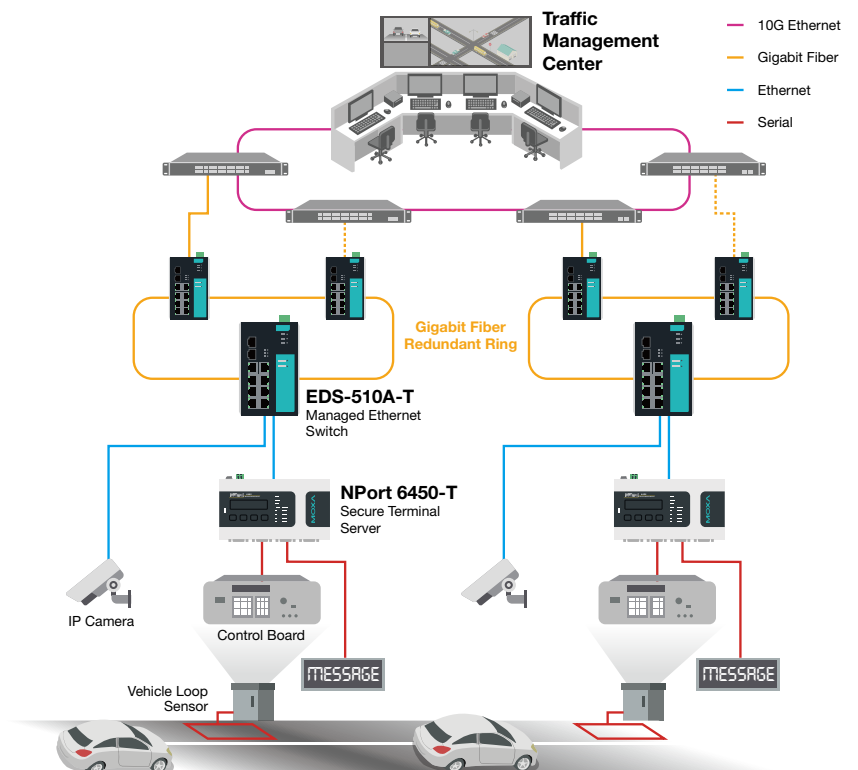 Traffic
Management
Center
10G Ethernet
Gigabit Fiber
Ethernet
Serial
Gigabit Fiber
Redundant Ring
EDS-510A-T
Managed Ethernet
Switch
NPort 6450-T
Secure Terminal
Server
MOXA
MOXA
IP Camera
Control Board
MESSAGE
MESSAGE
Vehicle Loop
Sensor